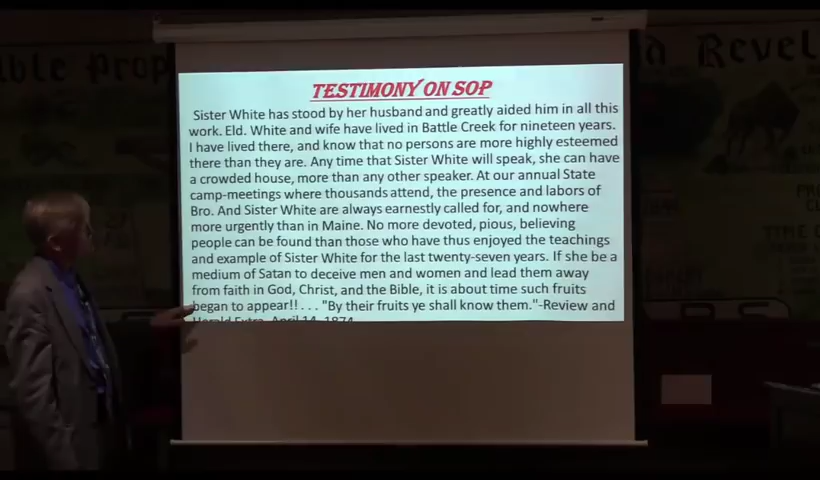 TESTIMONY ON SOP
Sister White has stood by her husband and greatly aided him in all this
work. Eld. White and wife have lived in Battle Creek for nineteen years.
I have lived there, and know that no persons are more highly esteemed
there than they are. Any time that Sister White will speak, she can have
a crowded house, more than any other speaker. At our annual State
camp-meetings where thousands attend, the presence and labors of
Bro. And Sister White are always earnestly called for, and nowhere
more urgently than in Maine. No more devoted, pious, believing
people can be found than those who have thus enjoyed the teachings
and example of Sister White for the last twenty-seven years. If she be a
medium of Satan to deceive men and women and lead them away
from faith in God, Christ, and the Bible, it is about time such fruits
began to appear!! . . . "By their fruits ye shall know them."-Review and
Herald Extra, April 14, 1874
ible Prop
d Revel